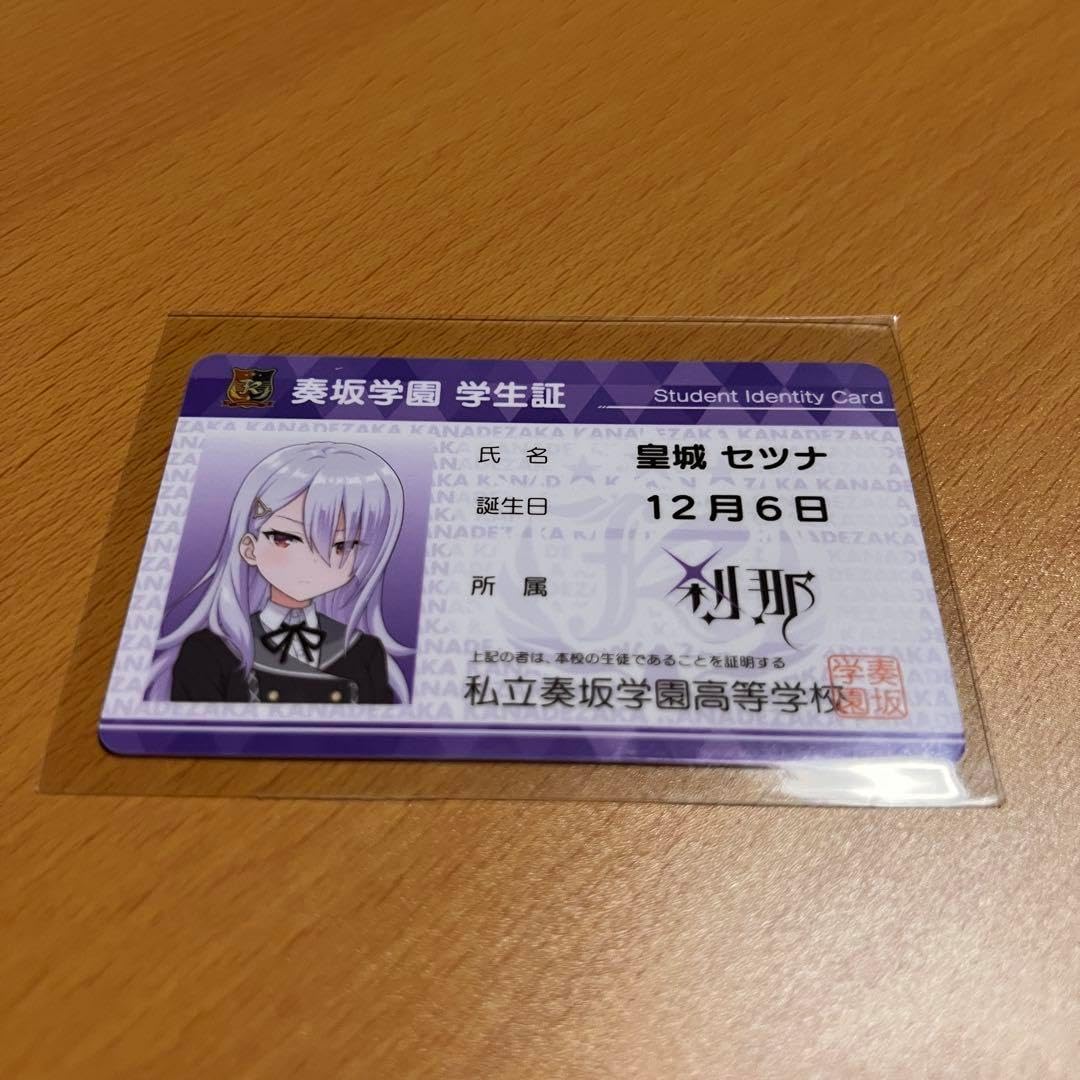 奏坂学園 学生証
Student Identity Card
氏 名 皇城 セツナ
誕生日 12月6日
所 属 刹那
上記の者は、本校の生徒であることを証明する
私立奏坂学園高等学校
奏坂
学園